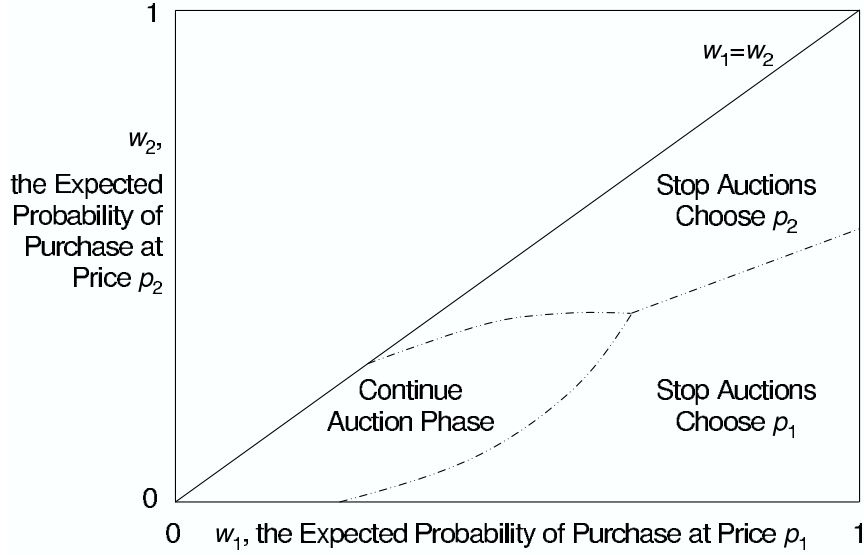 1
w₁=w₂
w₂,
the Expected
Probability of
Purchase at
Price p₂
Stop Auctions
Choose p₂
Continue
Auction Phase
Stop Auctions
Choose p₁
0
0
w₁, the Expected Probability of Purchase at Price p₁
1